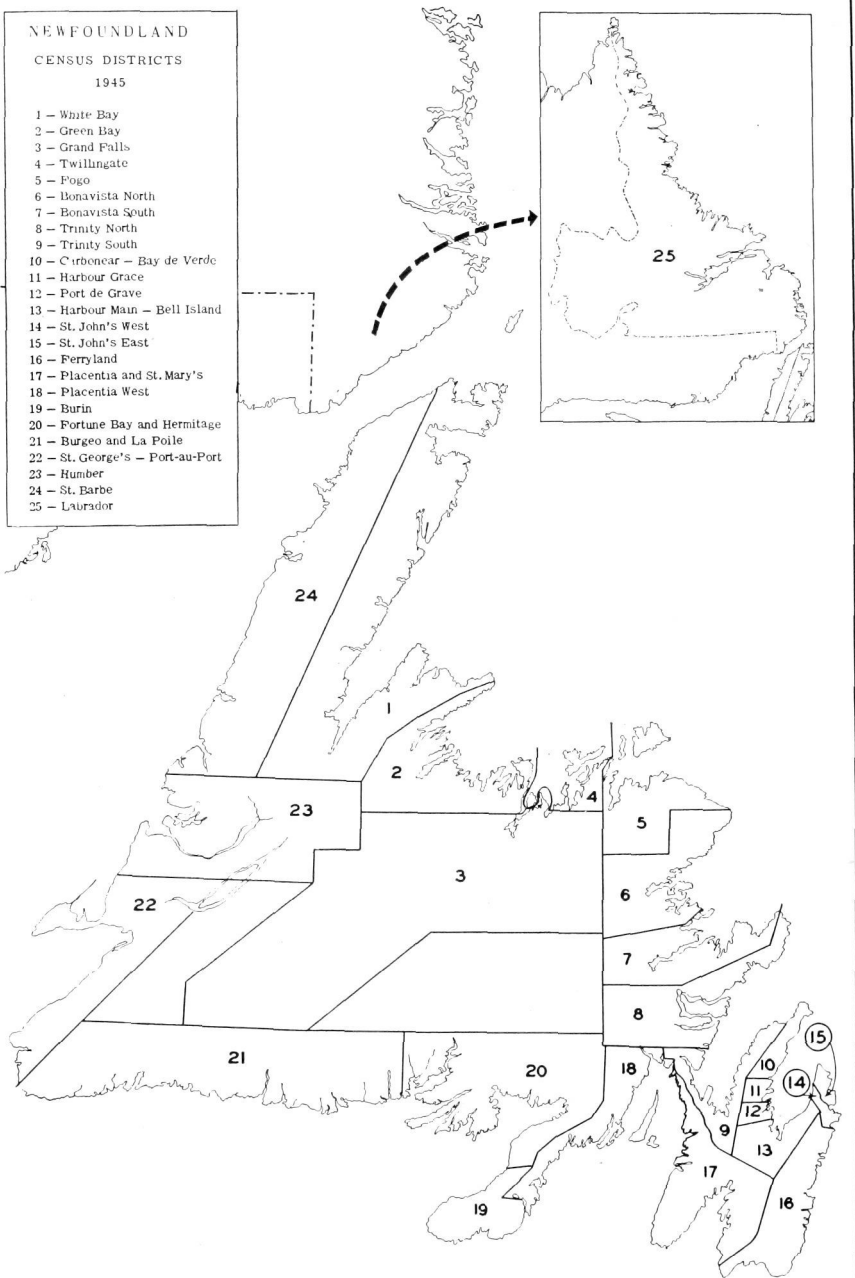 NEWFOUNDLAND
CENSUS DISTRICTS
1945
1 — White Bay
2 — Green Bay
3 — Grand Falls
4 — Twillingate
5 — Fogo
6 — Bonavista North
7 — Bonavista South
8 — Trinity North
9 — Trinity South
10 — Carbonear — Bay de Verde
11 — Harbour Grace
12 — Port de Grave
13 — Harbour Main — Bell Island
14 — St. John's West
15 — St. John's East
16 — Ferryland
17 — Placentia and St. Mary's
18 — Placentia West
19 — Burin
20 — Fortune Bay and Hermitage
21 — Burgeo and La Poile
22 — St. George's — Port-au-Port
23 — Humber
24 — St. Barbe
25 — Labrador
25
24
1
2
4
23
5
3
6
22
7
8
15
21
20
18
10
14
11
12
9
13
17
16
19